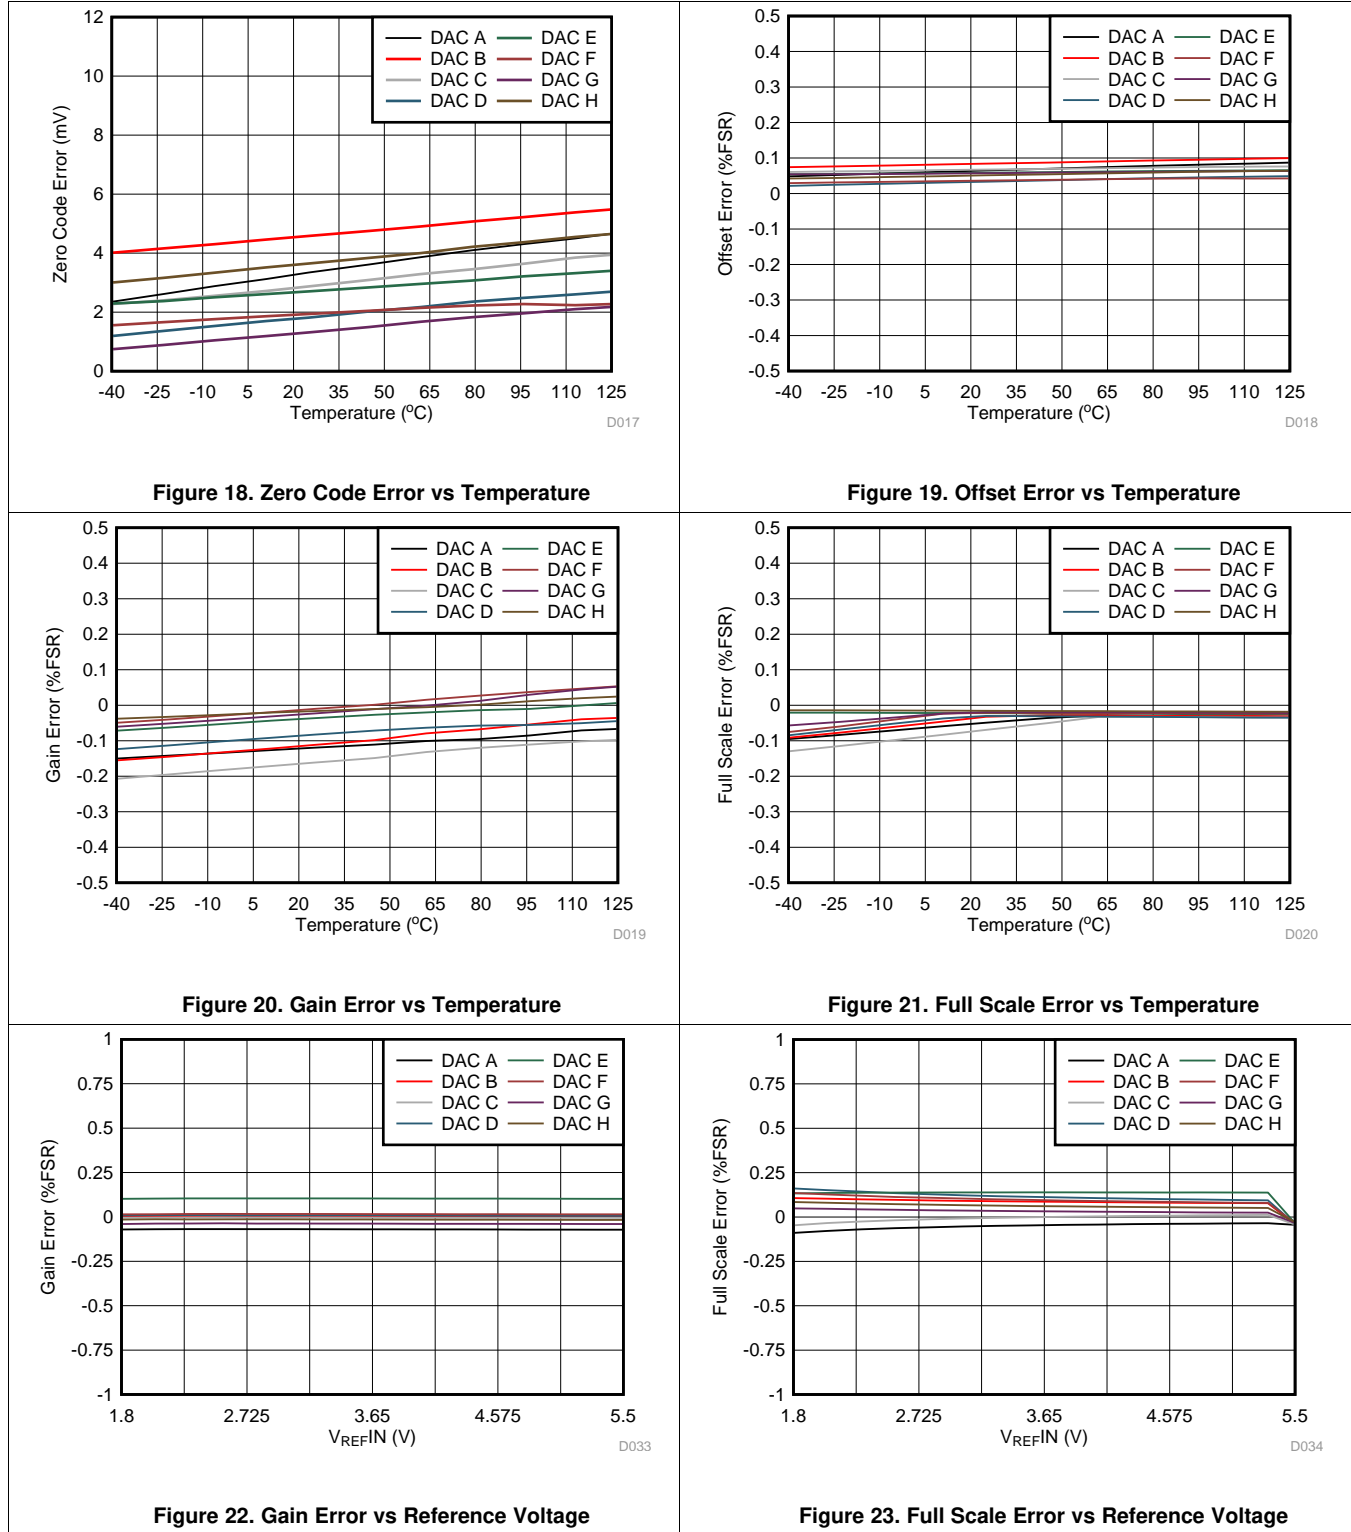 12
10
8
6
4
2
0
Zero Code Error (mV)
DAC A
DAC B
DAC C
DAC D
DAC E
DAC F
DAC G
DAC H
-40 -25 -10 5 20 35 50 65 80 95 110 125
Temperature (ºC)
D017
Figure 18. Zero Code Error vs Temperature
0.5
0.4
0.3
0.2
0.1
0
-0.1
-0.2
-0.3
-0.4
-0.5
Offset Error (%FSR)
DAC A
DAC B
DAC C
DAC D
DAC E
DAC F
DAC G
DAC H
-40 -25 -10 5 20 35 50 65 80 95 110 125
Temperature (ºC)
D018
Figure 19. Offset Error vs Temperature
0.5
0.4
0.3
0.2
0.1
0
-0.1
-0.2
-0.3
-0.4
-0.5
Gain Error (%FSR)
DAC A
DAC B
DAC C
DAC D
DAC E
DAC F
DAC G
DAC H
-40 -25 -10 5 20 35 50 65 80 95 110 125
Temperature (ºC)
D019
Figure 20. Gain Error vs Temperature
0.5
0.4
0.3
0.2
0.1
0
-0.1
-0.2
-0.3
-0.4
-0.5
Full Scale Error (%FSR)
DAC A
DAC B
DAC C
DAC D
DAC E
DAC F
DAC G
DAC H
-40 -25 -10 5 20 35 50 65 80 95 110 125
Temperature (ºC)
D020
Figure 21. Full Scale Error vs Temperature
1
0.75
0.5
0.25
0
-0.25
-0.5
-0.75
-1
Gain Error (%FSR)
DAC A
DAC B
DAC C
DAC D
DAC E
DAC F
DAC G
DAC H
1.8 2.725 3.65 4.575 5.5
VREFIN (V)
D033
Figure 22. Gain Error vs Reference Voltage
1
0.75
0.5
0.25
0
-0.25
-0.5
-0.75
-1
Full Scale Error (%FSR)
DAC A
DAC B
DAC C
DAC D
DAC E
DAC F
DAC G
DAC H
1.8 2.725 3.65 4.575 5.5
VREFIN (V)
D034
Figure 23. Full Scale Error vs Reference Voltage